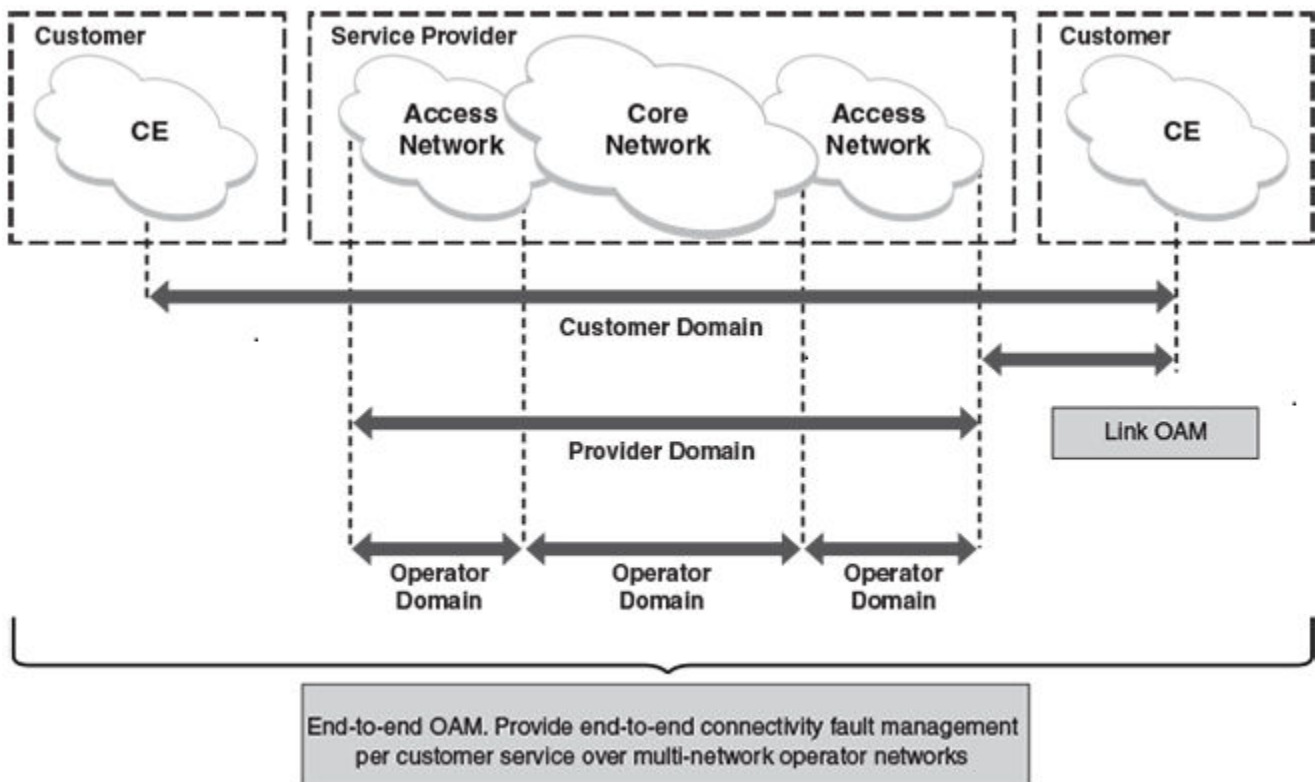 Customer
Service Provider
Customer
CE
Access
Network
Core
Network
Access
Network
CE
Customer Domain
Provider Domain
Link OAM
Operator
Domain
Operator
Domain
Operator
Domain
End-to-end OAM. Provide end-to-end connectivity fault management
per customer service over multi-network operator networks